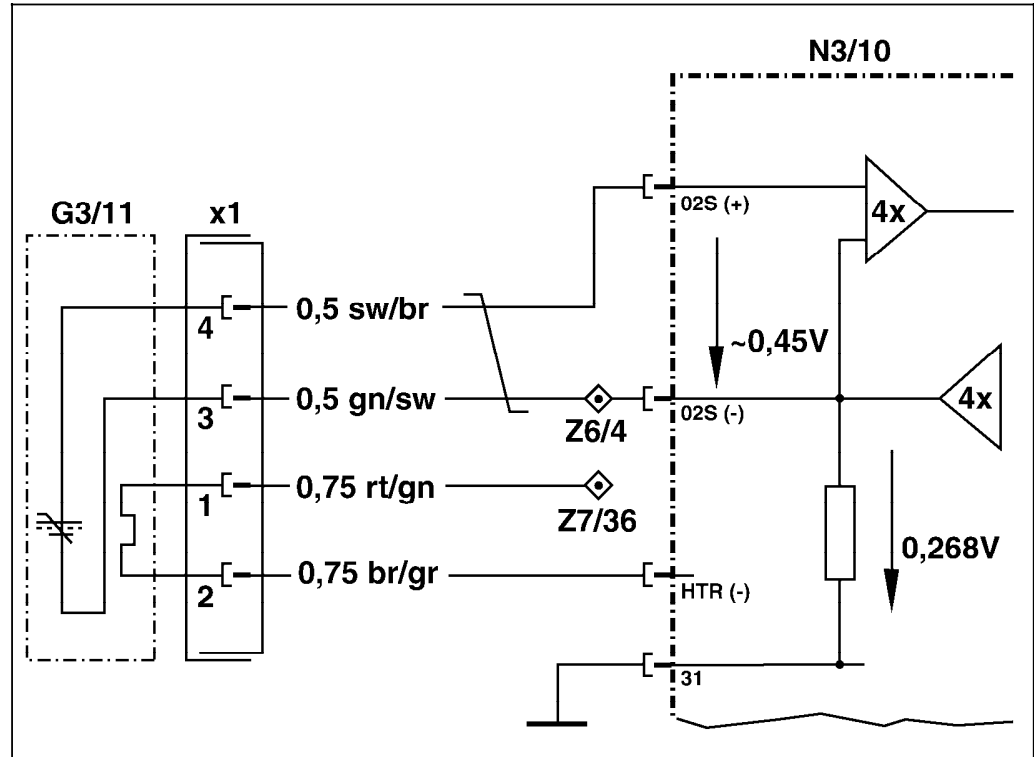 N3/10
G3/11
x1
02S (+)
4x
4
0,5 sw/br
~0,45V
3
0,5 gn/sw
Z6/4
02S (-)
4x
1
0,75 rt/gn
Z7/36
0,268V
2
0,75 br/gr
HTR (-)
31